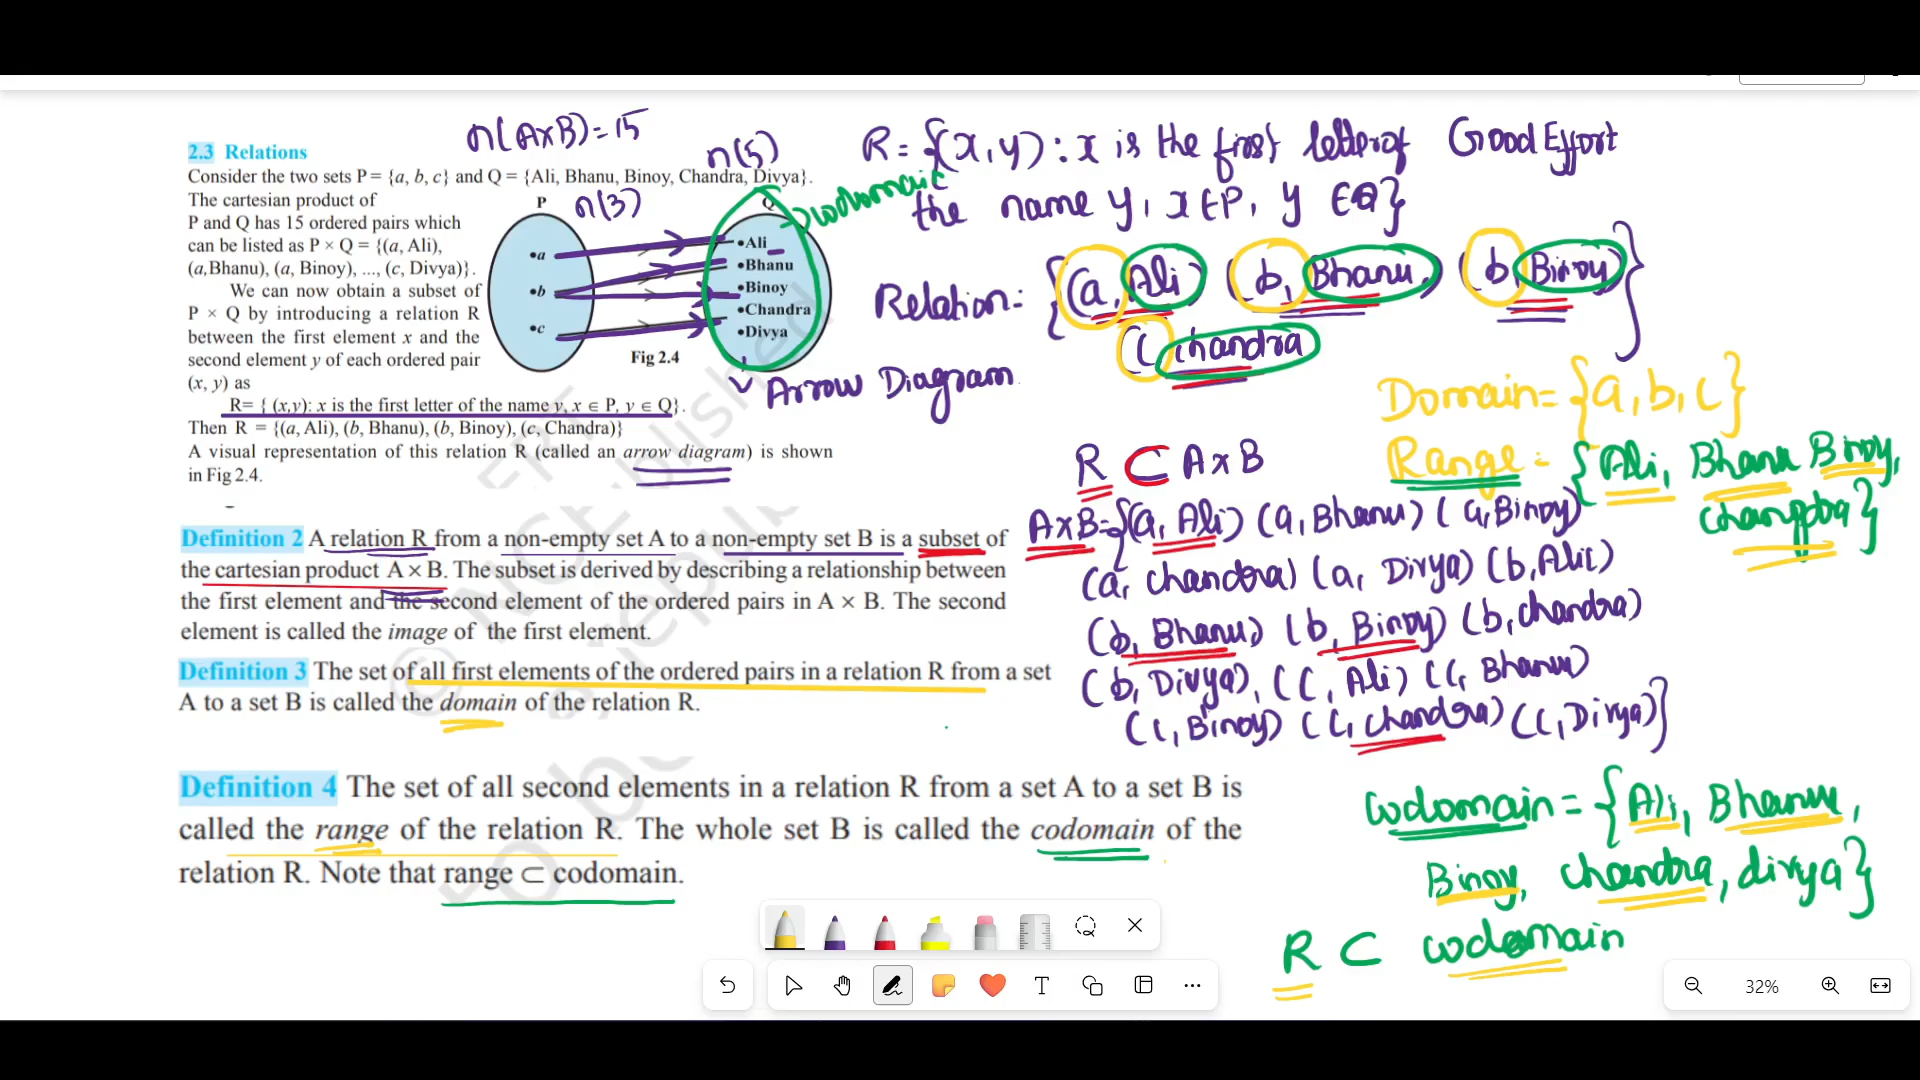 2.3 Relations
Consider the two sets P = {a, b, c} and Q = {Ali, Bhanu, Binoy, Chandra, Divya}.
The cartesian product of
P and Q has 15 ordered pairs which
can be listed as P × Q = {(a, Ali),
(a,Bhanu), (a, Binoy), ..., (c, Divya)}.
We can now obtain a subset of
P × Q by introducing a relation R
between the first element x and the
second element y of each ordered pair
(x, y) as
R= { (x,y): x is the first letter of the name y, x ∈ P, y ∈ Q}.
Then R = {(a, Ali), (b, Bhanu), (b, Binoy), (c, Chandra)}
A visual representation of this relation R (called an arrow diagram) is shown
in Fig 2.4.
n(A×B)=15
n(3)
n(5)
P
Q
•a
•b
•c
•Ali
•Bhanu
•Binoy
•Chandra
•Divya
Fig 2.4
codomain
Arrow Diagram
Definition 2 A relation R from a non-empty set A to a non-empty set B is a subset of
the cartesian product A × B. The subset is derived by describing a relationship between
the first element and the second element of the ordered pairs in A × B. The second
element is called the image of the first element.
Definition 3 The set of all first elements of the ordered pairs in a relation R from a set
A to a set B is called the domain of the relation R.
Definition 4 The set of all second elements in a relation R from a set A to a set B is
called the range of the relation R. The whole set B is called the codomain of the
relation R. Note that range ⊂ codomain.
R = {(x,y) : x is the first letter of
the name y, x ∈ P, y ∈ Q}
Good Effort
Relation = {(a, Ali) (b, Bhanu) (b, Binoy)
(c chandra}
Domain = {a, b, c}
Range = {Ali, Bhanu Binoy,
chandra}
R ⊂ A×B
A×B = {(a, Ali) (a, Bhanu) (a, Binoy)
(a, chandra) (a, Divya) (b, Ali)
(b, Bhanu) (b, Binoy) (b, chandra)
(b, Divya), (c, Ali) (c, Bhanu)
(c, Binoy) (c, chandra) (c, Divya)}
codomain = {Ali, Bhanu,
Binoy, chandra, divya}
R ⊂ codomain
32%